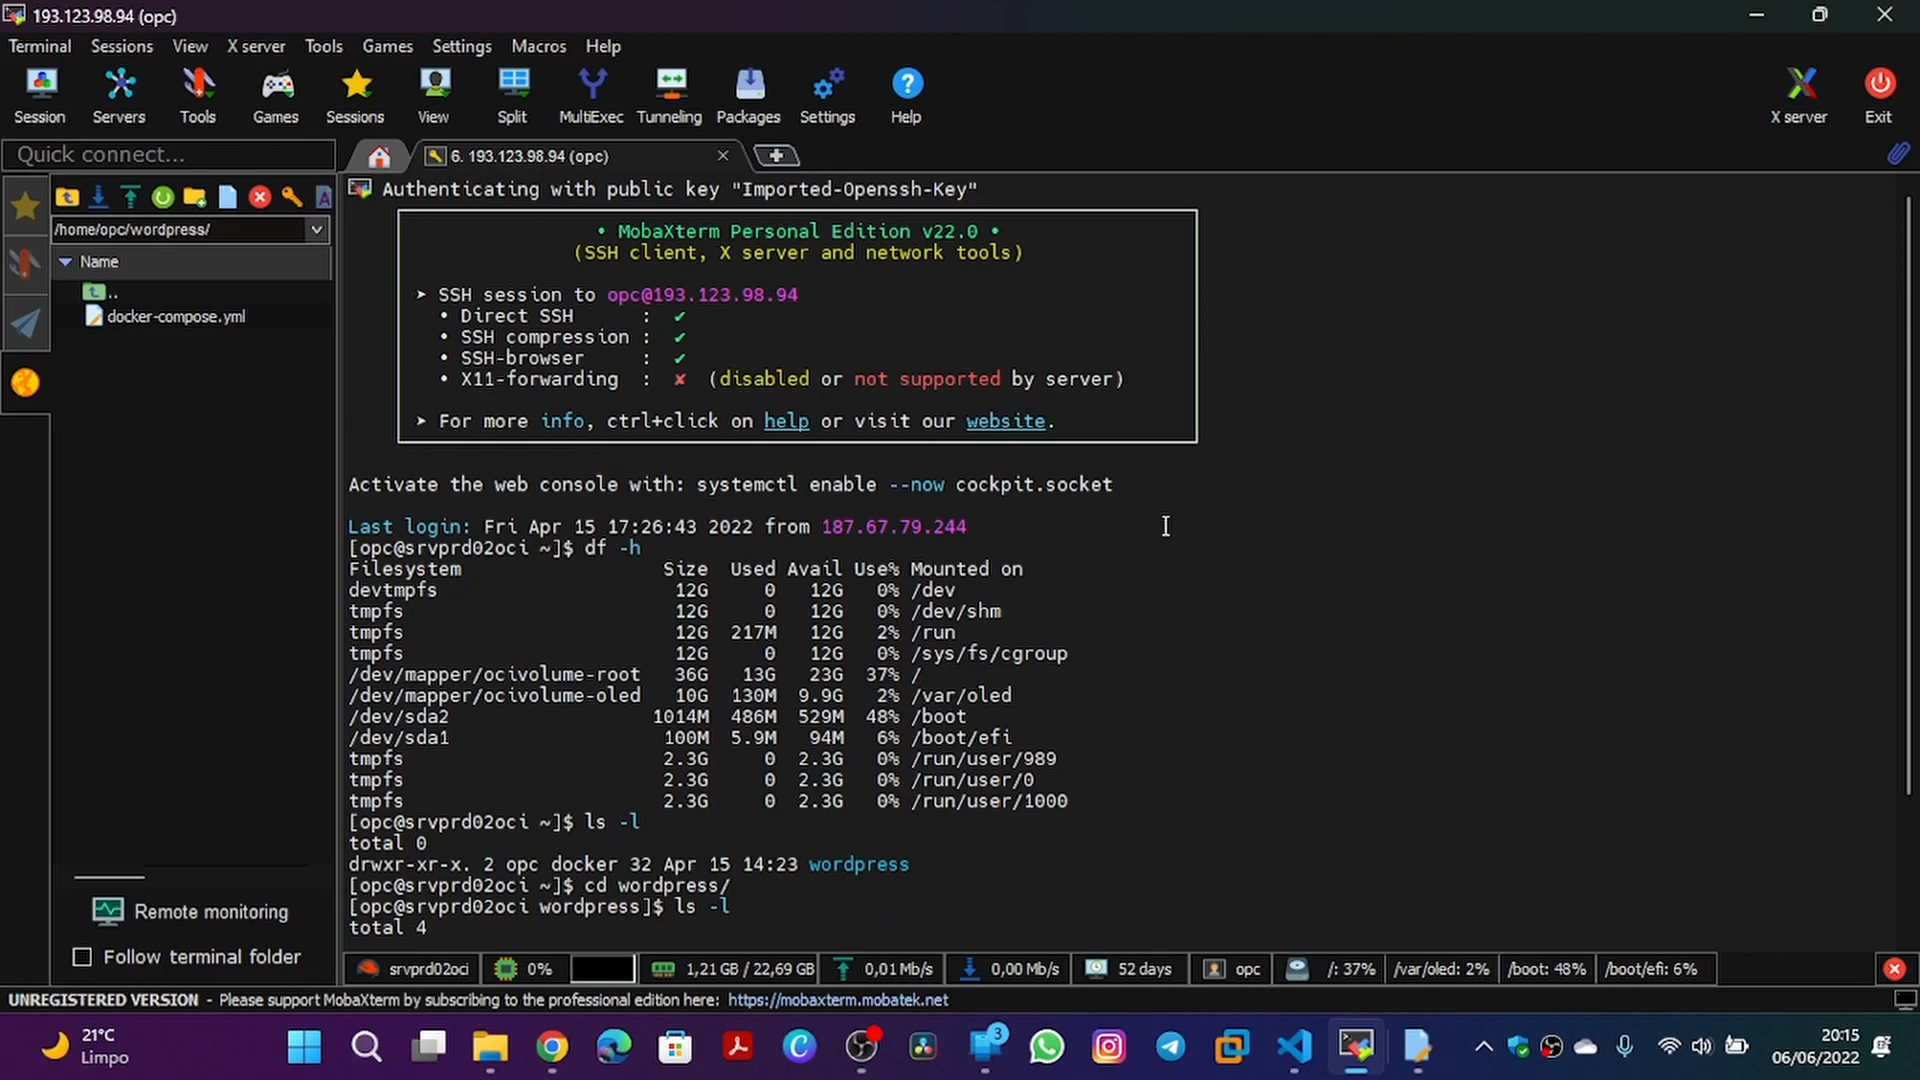 193.123.98.94 (opc)
Terminal Sessions View X server Tools Games Settings Macros Help
Session Servers Tools Games Sessions View Split MultiExec Tunneling Packages Settings Help X server Exit
Quick connect...
6. 193.123.98.94 (opc)
/home/opc/wordpress/
Name
..
docker-compose.yml
Authenticating with public key "Imported-Openssh-Key"
• MobaXterm Personal Edition v22.0 •
(SSH client, X server and network tools)
➤ SSH session to opc@193.123.98.94
• Direct SSH : ✔
• SSH compression : ✔
• SSH-browser : ✔
• X11-forwarding : ✘ (disabled or not supported by server)
➤ For more info, ctrl+click on help or visit our website.
Activate the web console with: systemctl enable --now cockpit.socket
Last login: Fri Apr 15 17:26:43 2022 from 187.67.79.244
[opc@srvprd02oci ~]$ df -h
Filesystem Size Used Avail Use% Mounted on
devtmpfs 12G 0 12G 0% /dev
tmpfs 12G 0 12G 0% /dev/shm
tmpfs 12G 217M 12G 2% /run
tmpfs 12G 0 12G 0% /sys/fs/cgroup
/dev/mapper/ocivolume-root 36G 13G 23G 37% /
/dev/mapper/ocivolume-oled 10G 130M 9.9G 2% /var/oled
/dev/sda2 1014M 486M 529M 48% /boot
/dev/sda1 100M 5.9M 94M 6% /boot/efi
tmpfs 2.3G 0 2.3G 0% /run/user/989
tmpfs 2.3G 0 2.3G 0% /run/user/0
tmpfs 2.3G 0 2.3G 0% /run/user/1000
[opc@srvprd02oci ~]$ ls -l
total 0
drwxr-xr-x. 2 opc docker 32 Apr 15 14:23 wordpress
[opc@srvprd02oci ~]$ cd wordpress/
[opc@srvprd02oci wordpress]$ ls -l
total 4
Remote monitoring
Follow terminal folder
srvprd02oci 0% 1,21 GB / 22,69 GB 0,01 Mb/s 0,00 Mb/s 52 days opc /: 37% /var/oled: 2% /boot: 48% /boot/efi: 6%
UNREGISTERED VERSION - Please support MobaXterm by subscribing to the professional edition here: https://mobaxterm.mobatek.net
21°C
Limpo
3
20:15
06/06/2022